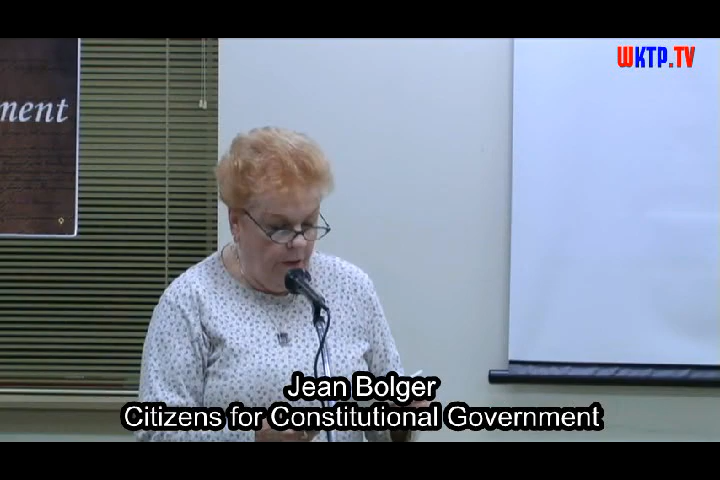 WKTP.TV
ment
Jean Bolger
Citizens for Constitutional Government